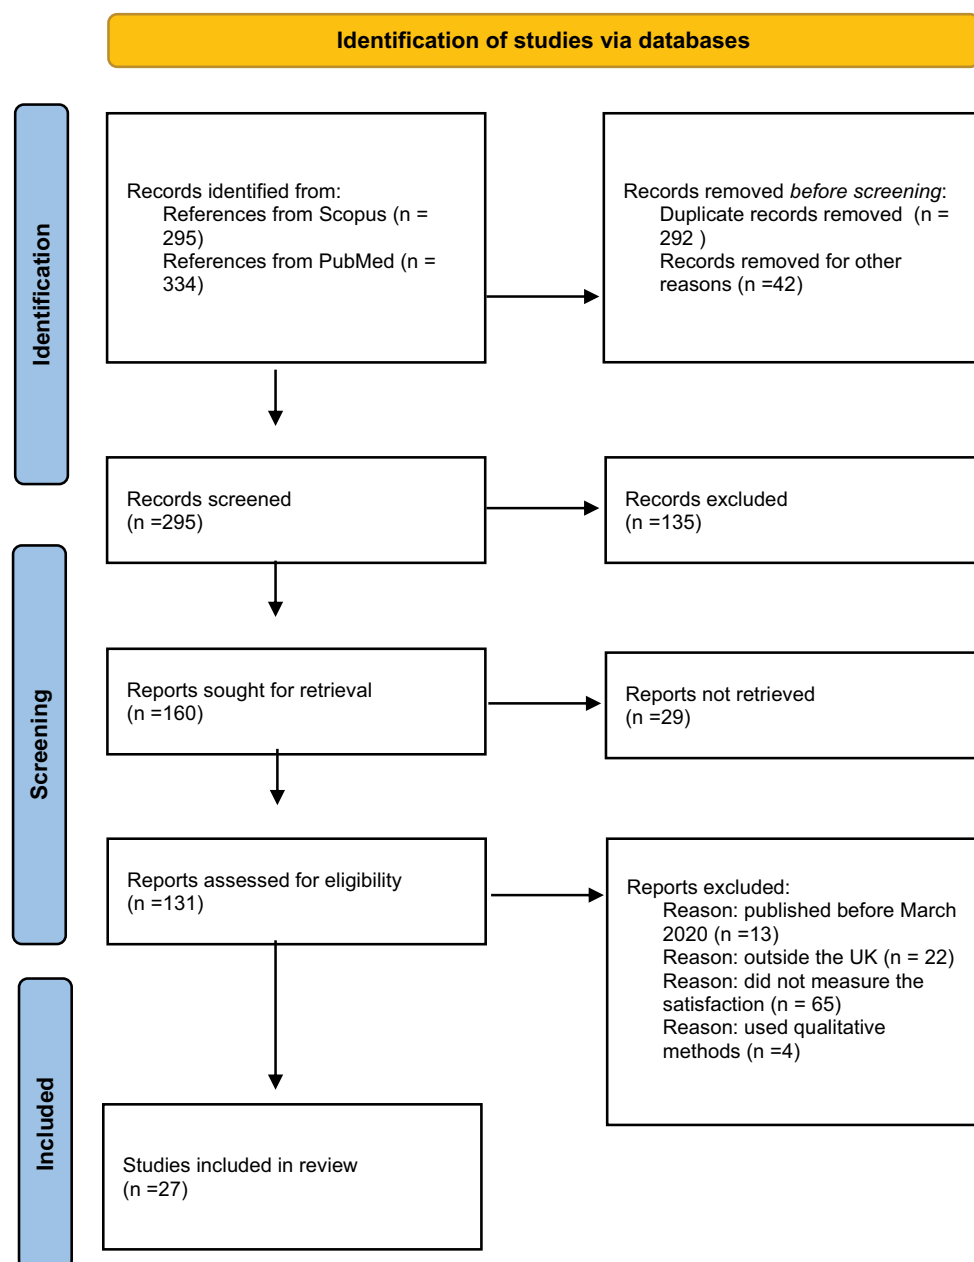 Identification of studies via databases
Identification
Records identified from:
References from Scopus (n =
295)
References from PubMed (n =
334)
Records removed before screening:
Duplicate records removed (n =
292 )
Records removed for other
reasons (n =42)
Records screened
(n =295)
Records excluded
(n =135)
Screening
Reports sought for retrieval
(n =160)
Reports not retrieved
(n =29)
Reports assessed for eligibility
(n =131)
Reports excluded:
Reason: published before March
2020 (n =13)
Reason: outside the UK (n = 22)
Reason: did not measure the
satisfaction (n = 65)
Reason: used qualitative
methods (n =4)
Included
Studies included in review
(n =27)